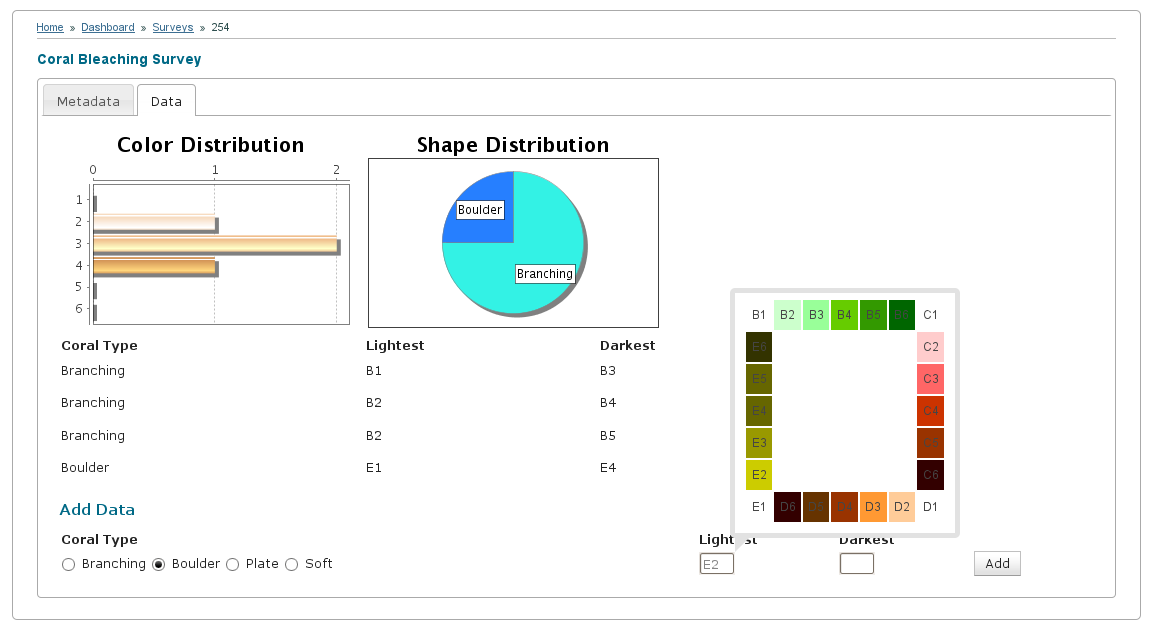 Home » Dashboard » Surveys » 254
Coral Bleaching Survey
Metadata Data
Color Distribution
0 1 2
1
2
3
4
5
6
Shape Distribution
Boulder
Branching
Coral Type Lightest Darkest
Branching B1 B3
Branching B2 B4
Branching B2 B5
Boulder E1 E4
B1 B2 B3 B4 B5 B6 C1
E6 C2
E5 C3
E4 C4
E3 C5
E2 C6
E1 D6 D5 D4 D3 D2 D1
Add Data
Coral Type Lightest Darkest
Branching Boulder Plate Soft E2 Add